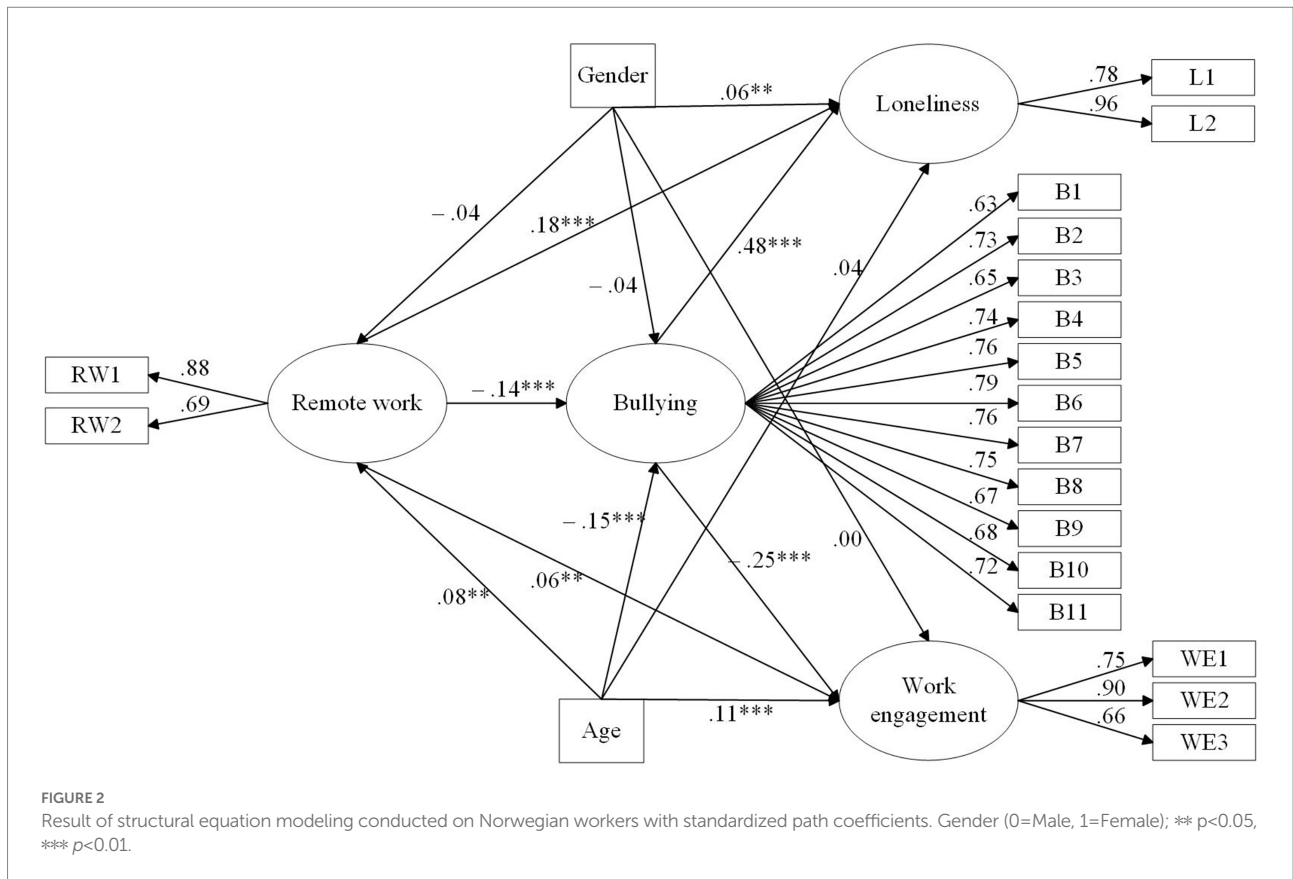 Gender
Loneliness
L1
L2
.06**
.78
.96
– .04
.18***
– .04
.48***
.04
B1
B2
B3
B4
B5
B6
B7
B8
B9
B10
B11
.63
.73
.65
.74
.76
.79
.76
.75
.67
.68
.72
RW1
RW2
.88
.69
Remote work
– .14***
Bullying
– .15***
– .25***
.00
.08**
.06**
.11***
Age
Work
engagement
.75
.90
.66
WE1
WE2
WE3
FIGURE 2
Result of structural equation modeling conducted on Norwegian workers with standardized path coefficients. Gender (0=Male, 1=Female); ** p<0.05,
*** p<0.01.